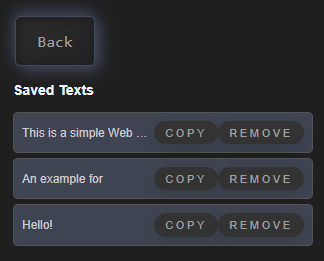 Back
Saved Texts
This is a simple Web ... COPY REMOVE
An example for COPY REMOVE
Hello! COPY REMOVE